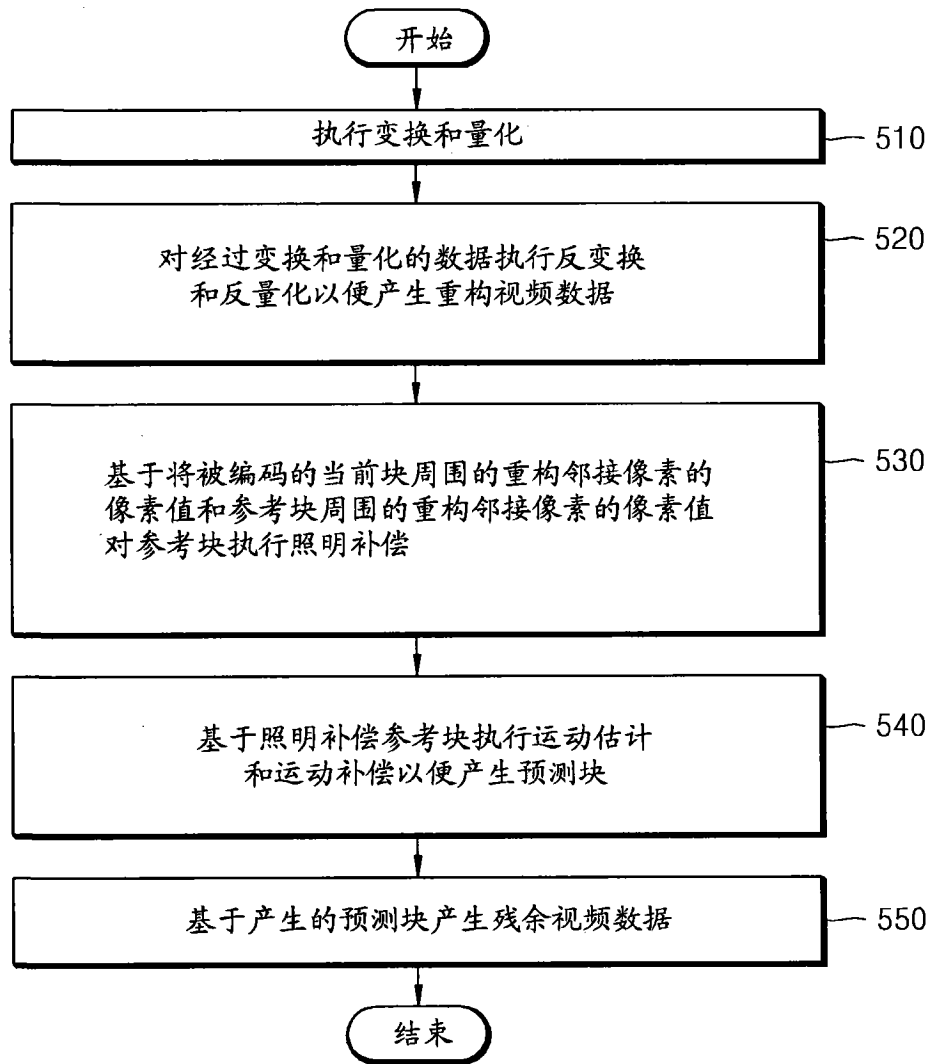 开始
执行变换和量化
510
对经过变换和量化的数据执行反变换
和反量化以便产生重构视频数据
520
基于将被编码的当前块周围的重构邻接像素的
像素值和参考块周围的重构邻接像素的像素值
对参考块执行照明补偿
530
基于照明补偿参考块执行运动估计
和运动补偿以便产生预测块
540
基于产生的预测块产生残余视频数据
550
结束